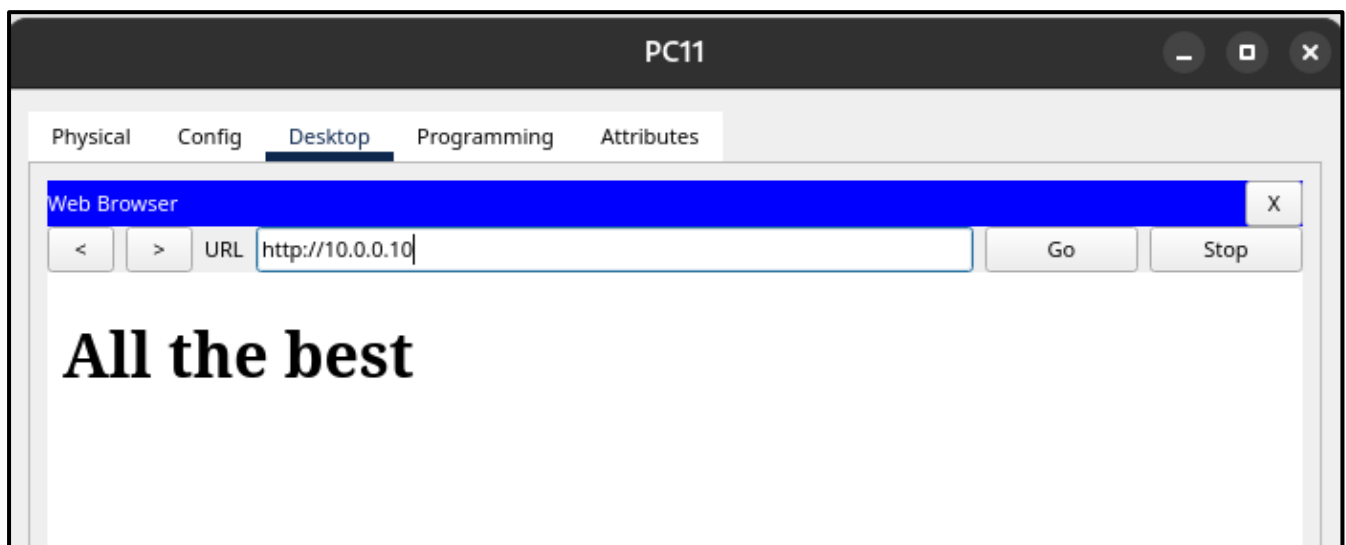 PC11
Physical Config Desktop Programming Attributes
Web Browser X
< > URL http://10.0.0.10 Go Stop
All the best